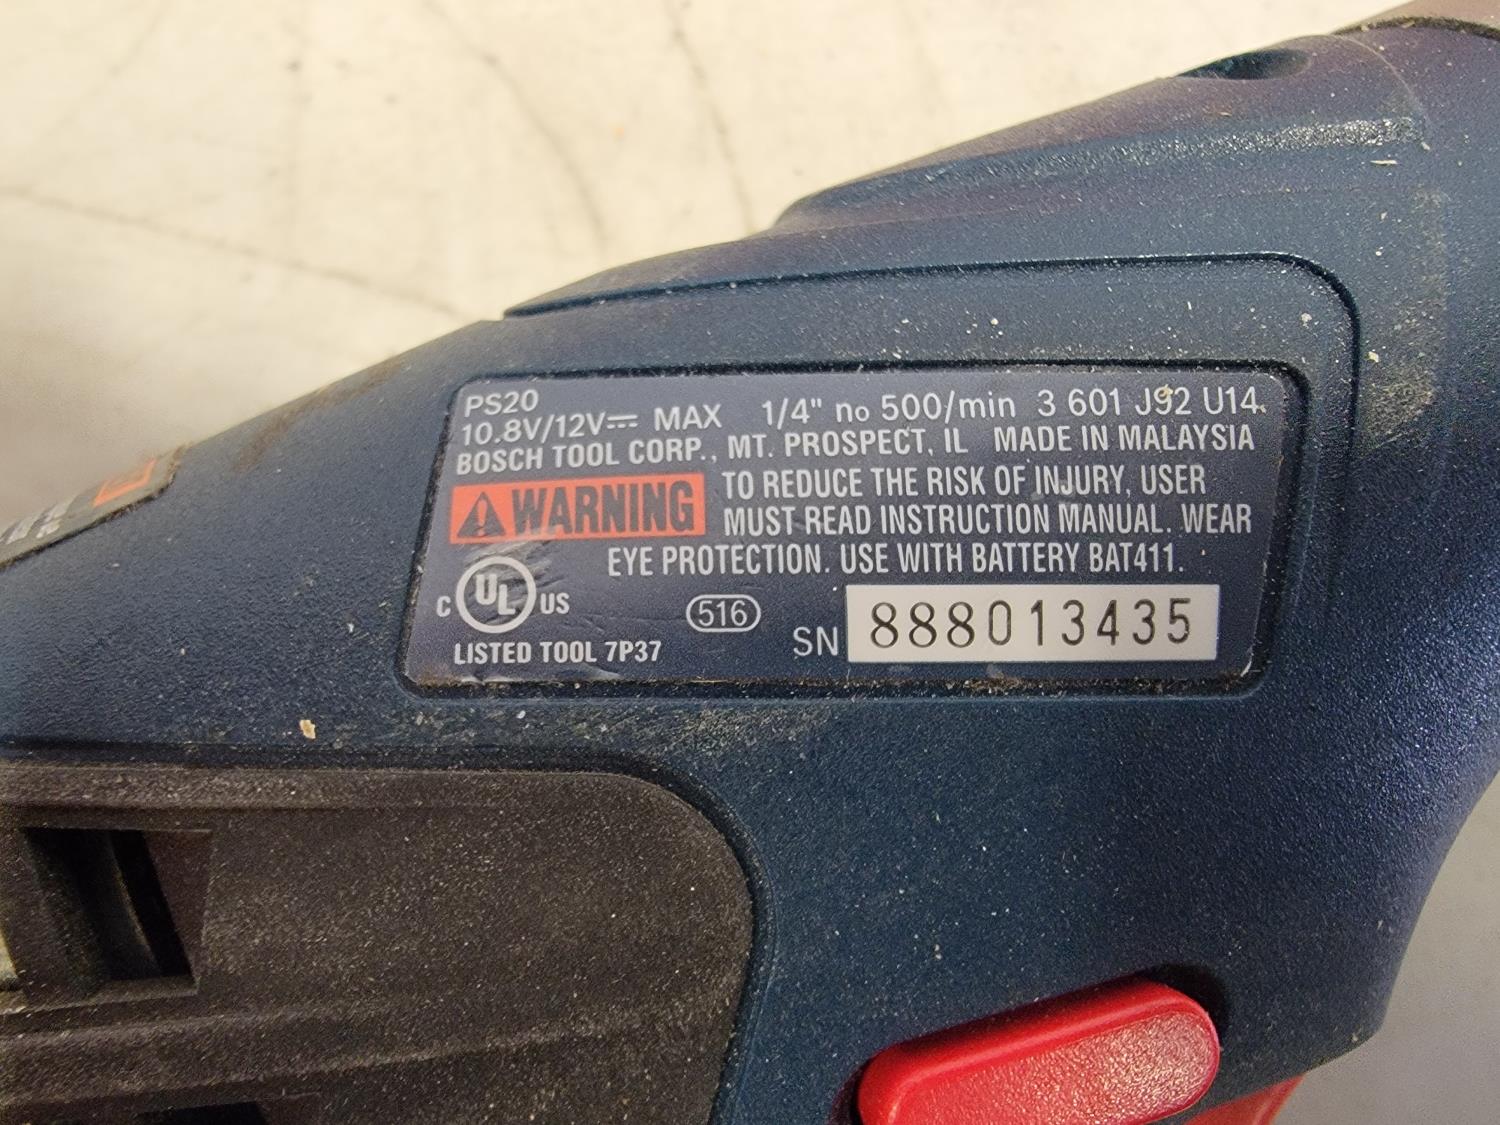 PS20
10.8V/12V⎓ MAX 1/4" no 500/min 3 601 J92 U14.
BOSCH TOOL CORP., MT. PROSPECT, IL MADE IN MALAYSIA
WARNING TO REDUCE THE RISK OF INJURY, USER
MUST READ INSTRUCTION MANUAL. WEAR
EYE PROTECTION. USE WITH BATTERY BAT411.
C UL US
516
LISTED TOOL 7P37
SN 888013435